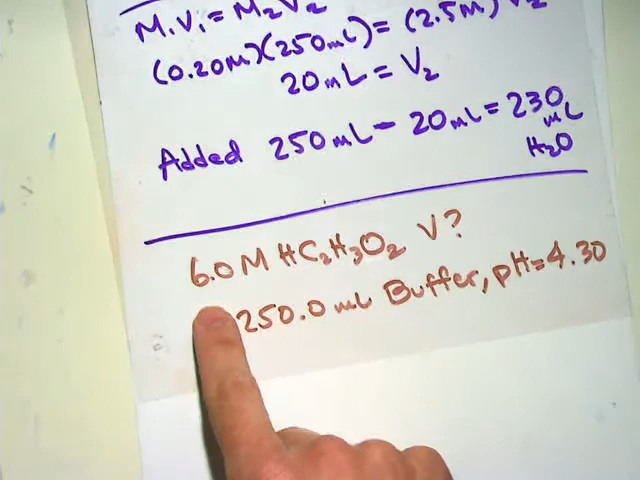 M₁V₁ = M₂V₂
(0.20M)(250mL) = (2.5M) V₂
20mL = V₂
Added 250mL - 20mL = 230 mL H₂O
6.0 M HC₂H₃O₂ V?
250.0 mL Buffer, pH=4.30